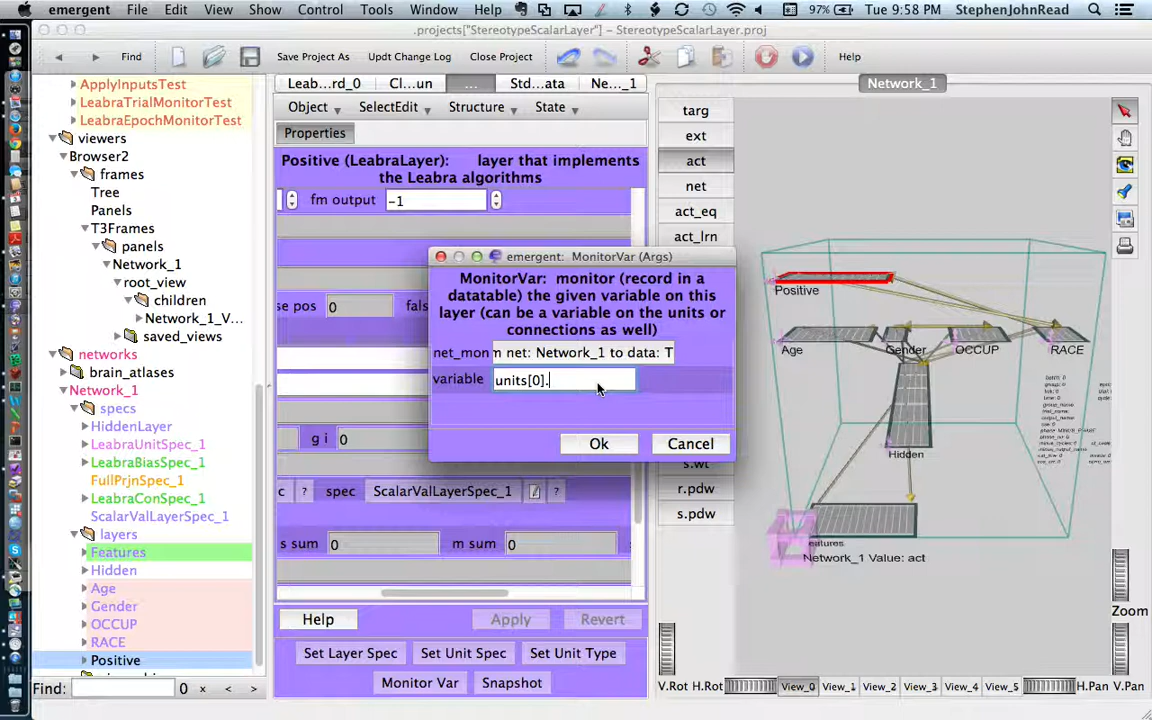 emergent File Edit View Show Control Tools Window Help 97% Tue 9:58 PM StephenJohnRead
.projects["StereotypeScalarLayer"] – StereotypeScalarLayer.proj
Find Save Project As Updt Change Log Close Project Help
ApplyInputsTest
LeabraTrialMonitorTest
LeabraEpochMonitorTest
viewers
Browser2
frames
Tree
Panels
T3Frames
panels
Network_1
root_view
children
Network_1_V...
saved_views
networks
brain_atlases
Network_1
specs
HiddenLayer
LeabraUnitSpec_1
LeabraBiasSpec_1
FullPrjnSpec_1
LeabraConSpec_1
ScalarValLayerSpec_1
layers
Features
Hidden
Age
Gender
OCCUP
RACE
Positive
Find: 0 x < >
Leab...rd_0 Cl...un ... Std...ata Ne..._1
Object SelectEdit Structure State
Properties
Positive (LeabraLayer): layer that implements
the Leabra algorithms
fm output -1
se pos 0 fals
g i 0
c ? spec ScalarValLayerSpec_1 ?
s sum 0 m sum 0
Help Apply Revert
Set Layer Spec Set Unit Spec Set Unit Type
Monitor Var Snapshot
emergent: MonitorVar (Args)
MonitorVar: monitor (record in a
datatable) the given variable on this
layer (can be a variable on the units or
connections as well)
net_mon m net: Network_1 to data: T
variable units[0].
Ok Cancel
Network_1
targ
ext
act
net
act_eq
act_lrn
s.wt
r.pdw
s.pdw
Positive
Age Gender OCCUP RACE
Hidden
Features
Network_1 Value: act
Zoom
V.Rot H.Rot View_0 View_1 View_2 View_3 View_4 View_5 H.Pan V.Pan